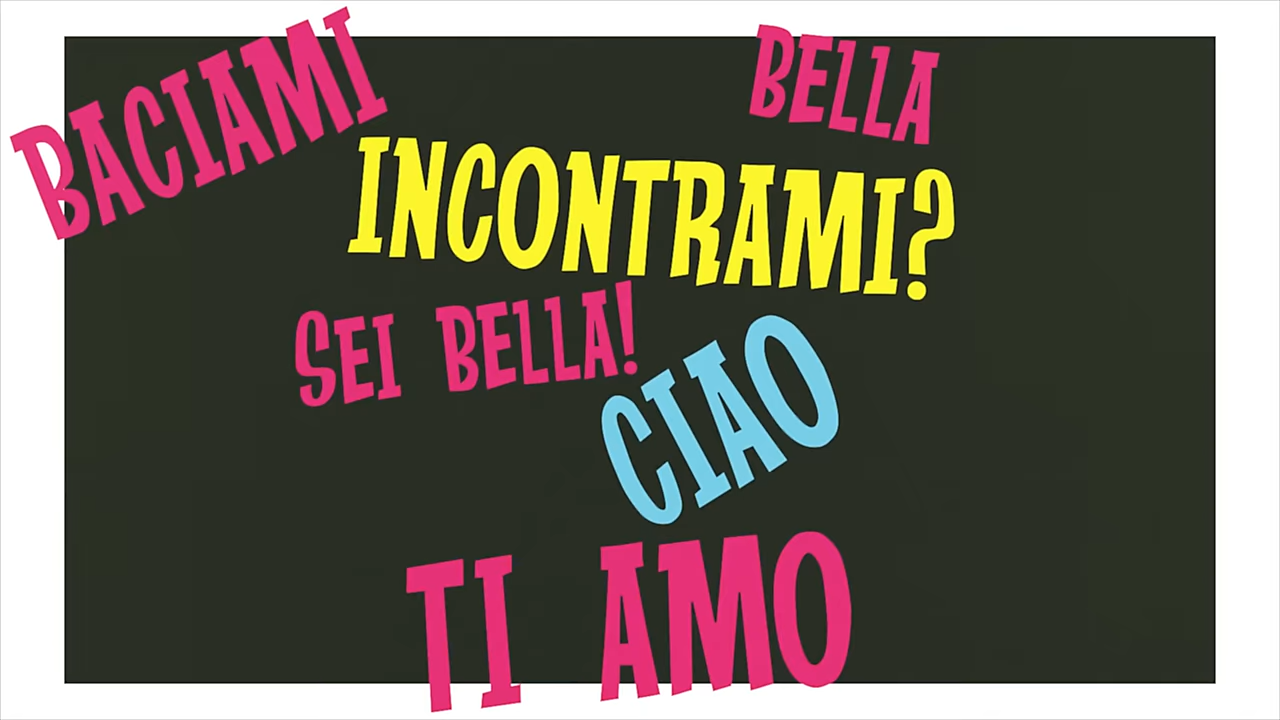 BACIAMI
BELLA
INCONTRAMI?
SEI BELLA!
CIAO
TI AMO